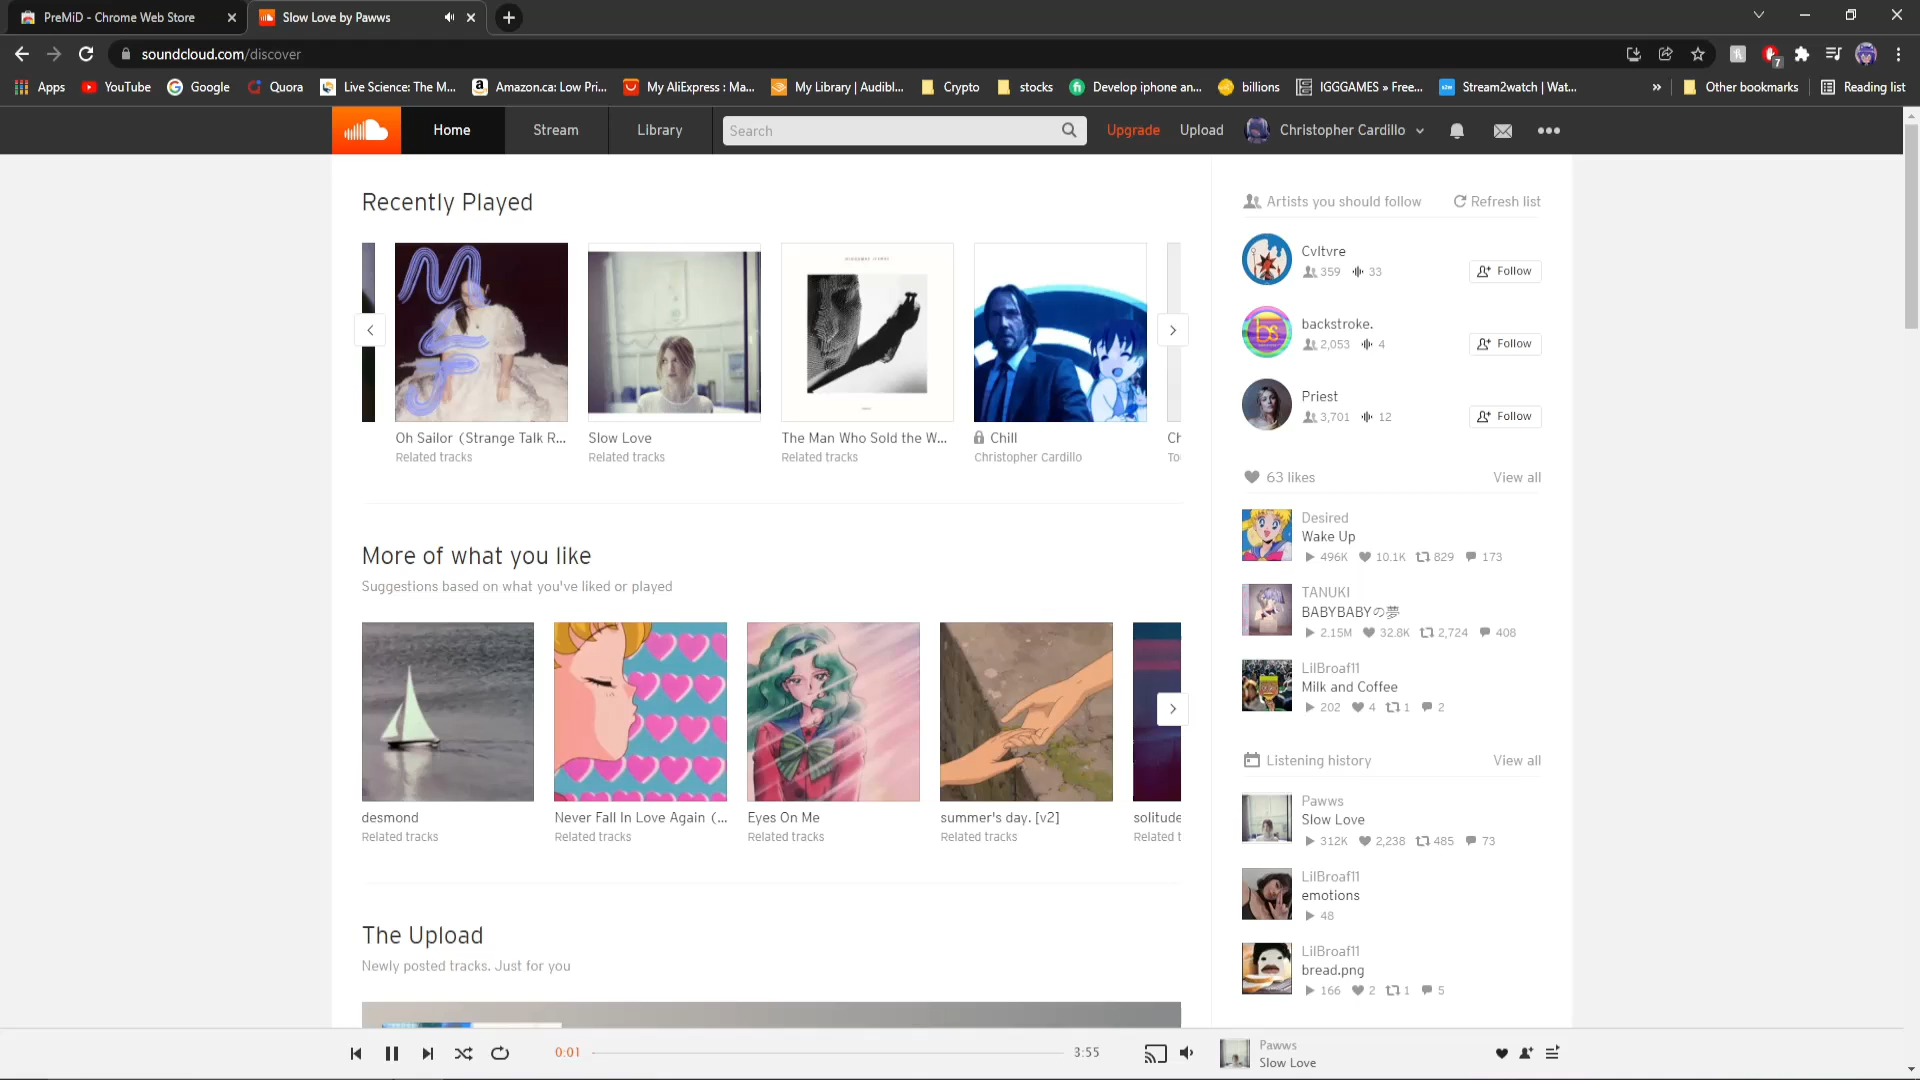 PreMiD - Chrome Web Store
Slow Love by Pawws
soundcloud.com/discover
7
Apps
YouTube
Google
Quora
Live Science: The M...
Amazon.ca: Low Pri...
My AliExpress : Ma...
My Library | Audibl...
Crypto
stocks
Develop iphone an...
billions
IGGGAMES » Free...
Stream2watch | Wat...
»
Other bookmarks
Reading list
Home
Stream
Library
Search
Upgrade
Upload
Christopher Cardillo
Recently Played
Oh Sailor (Strange Talk R...
Related tracks
Slow Love
Related tracks
The Man Who Sold the W...
Related tracks
Chill
Christopher Cardillo
Ch
To
More of what you like
Suggestions based on what you've liked or played
desmond
Related tracks
Never Fall In Love Again (...
Related tracks
Eyes On Me
Related tracks
summer's day. [v2]
Related tracks
solitude
Related t
The Upload
Newly posted tracks. Just for you
Artists you should follow
Refresh list
Cvltvre
359 33
Follow
bs
backstroke.
2,053 4
Follow
Priest
3,701 12
Follow
63 likes
View all
Desired
Wake Up
496K 10.1K 829 173
TANUKI
BABYBABYの夢
2.15M 32.8K 2,724 408
LilBroaf11
Milk and Coffee
202 4 1 2
Listening history
View all
Pawws
Slow Love
312K 2,238 485 73
LilBroaf11
emotions
48
LilBroaf11
bread.png
166 2 1 5
0:01
3:55
Pawws
Slow Love